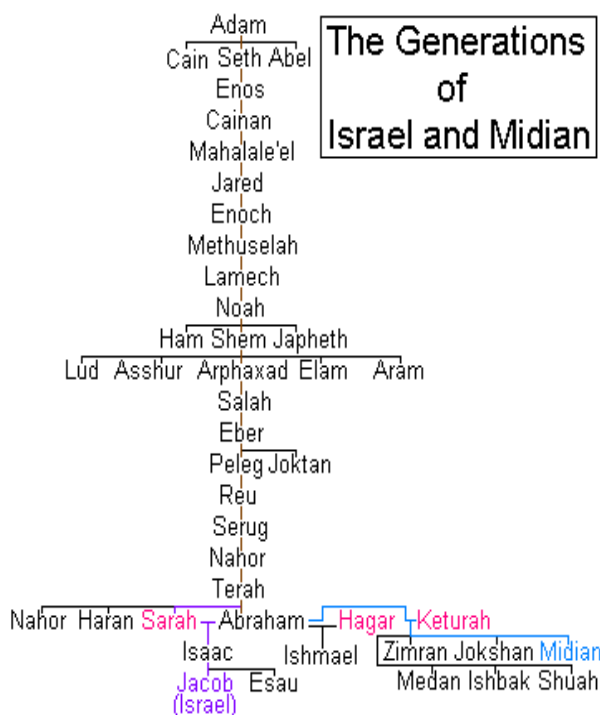 Adam
The Generations
of
Israel and Midian
Cain Seth Abel
Enos
Cainan
Mahalale'el
Jared
Enoch
Methuselah
Lamech
Noah
Ham Shem Japheth
Lud Asshur Arphaxad Elam Aram
Salah
Eber
Peleg Joktan
Reu
Serug
Nahor
Terah
Nahor Haran Sarah Abraham Hagar Keturah
Isaac Ishmael Zimran Jokshan Midian
Jacob Esau Medan Ishbak Shuah
(Israel)